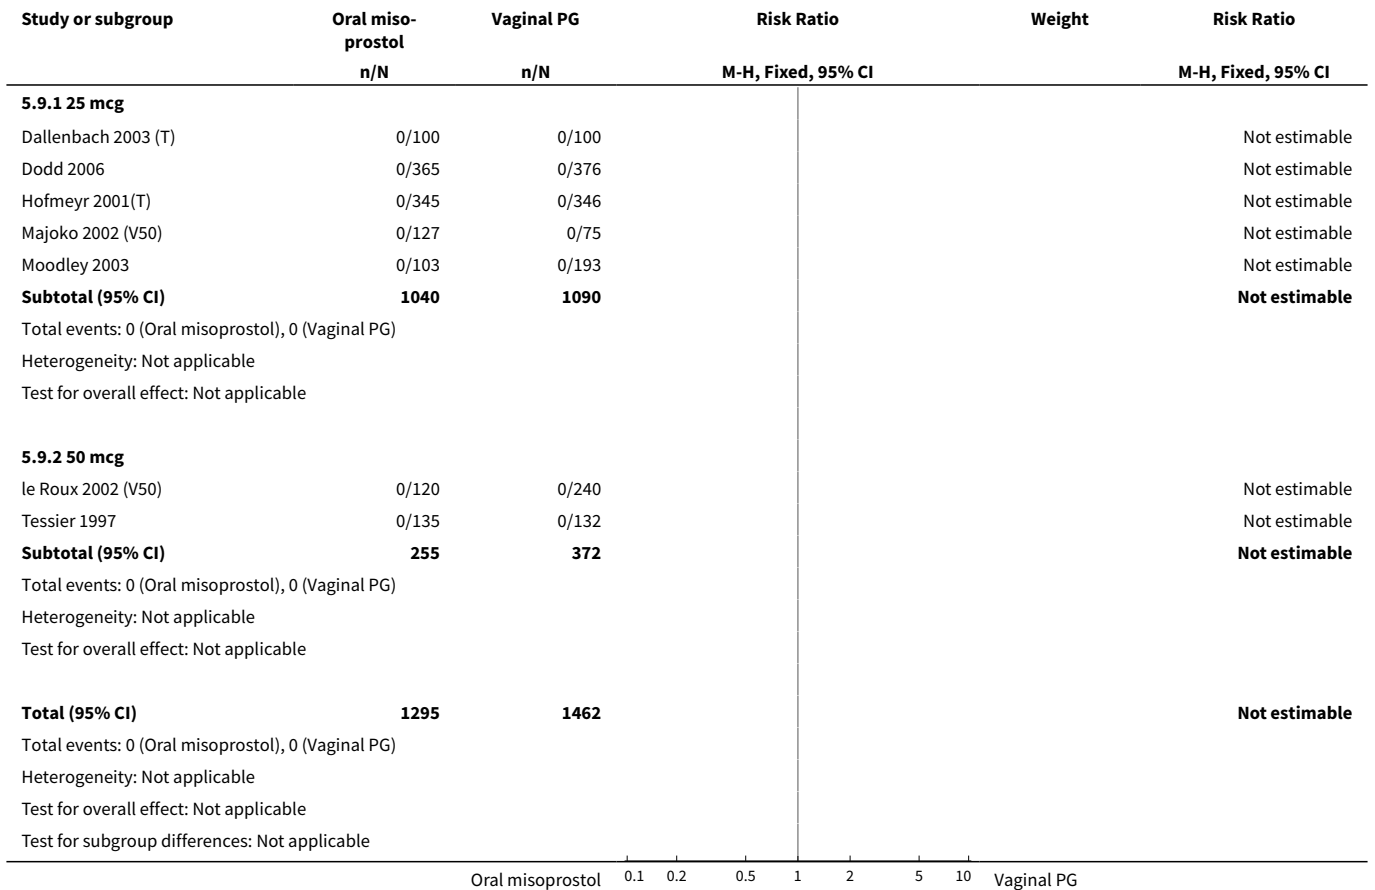 Study or subgroup Oral miso- Vaginal PG Risk Ratio Weight Risk Ratio
prostol
n/N n/N M-H, Fixed, 95% CI M-H, Fixed, 95% CI
5.9.1 25 mcg
Dallenbach 2003 (T) 0/100 0/100 Not estimable
Dodd 2006 0/365 0/376 Not estimable
Hofmeyr 2001(T) 0/345 0/346 Not estimable
Majoko 2002 (V50) 0/127 0/75 Not estimable
Moodley 2003 0/103 0/193 Not estimable
Subtotal (95% CI) 1040 1090 Not estimable
Total events: 0 (Oral misoprostol), 0 (Vaginal PG)
Heterogeneity: Not applicable
Test for overall effect: Not applicable
5.9.2 50 mcg
le Roux 2002 (V50) 0/120 0/240 Not estimable
Tessier 1997 0/135 0/132 Not estimable
Subtotal (95% CI) 255 372 Not estimable
Total events: 0 (Oral misoprostol), 0 (Vaginal PG)
Heterogeneity: Not applicable
Test for overall effect: Not applicable
Total (95% CI) 1295 1462 Not estimable
Total events: 0 (Oral misoprostol), 0 (Vaginal PG)
Heterogeneity: Not applicable
Test for overall effect: Not applicable
Test for subgroup differences: Not applicable
Oral misoprostol 0.1 0.2 0.5 1 2 5 10 Vaginal PG